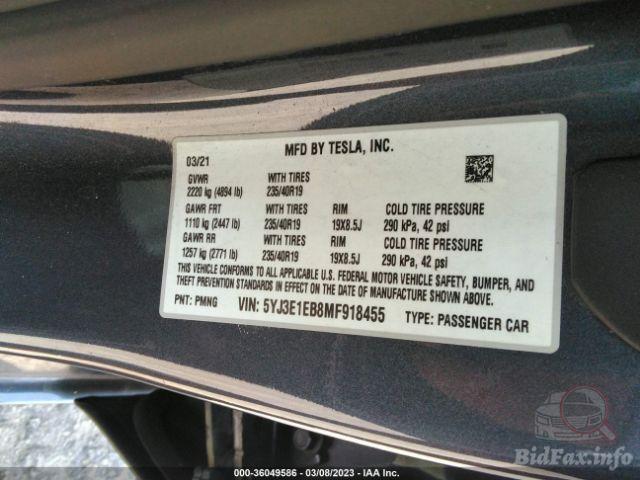 MFD BY TESLA, INC.
03/21
GVWR WITH TIRES
2220 kg (4894 lb) 235/40R19
GAWR FRT WITH TIRES RIM COLD TIRE PRESSURE
1110 kg (2447 lb) 235/40R19 19X8.5J 290 kPa, 42 psi
GAWR RR WITH TIRES RIM COLD TIRE PRESSURE
1257 kg (2771 lb) 235/40R19 19X8.5J 290 kPa, 42 psi
THIS VEHICLE CONFORMS TO ALL APPLICABLE U.S. FEDERAL MOTOR VEHICLE SAFETY, BUMPER, AND
THEFT PREVENTION STANDARDS IN EFFECT ON THE DATE OF MANUFACTURE SHOWN ABOVE.
PNT: PMNG VIN: 5YJ3E1EB8MF918455 TYPE: PASSENGER CAR
000-36049586 — 03/08/2023 — IAA Inc.
BidFax.info